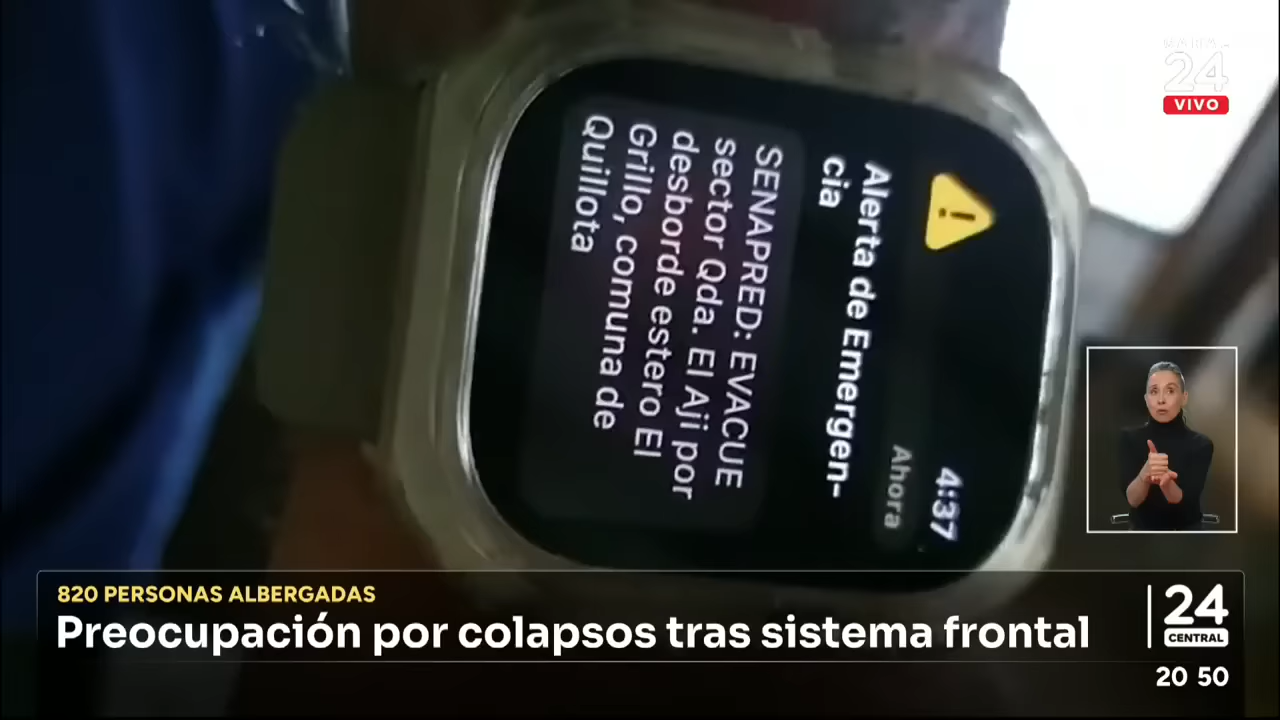 4:37
Ahora
Alerta de Emergen-
cia
SENAPRED: EVACUE
sector Qda. El Aji por
desborde estero El
Grillo, comuna de
Quillota
24
VIVO
820 PERSONAS ALBERGADAS
Preocupación por colapsos tras sistema frontal
24
CENTRAL
20 50